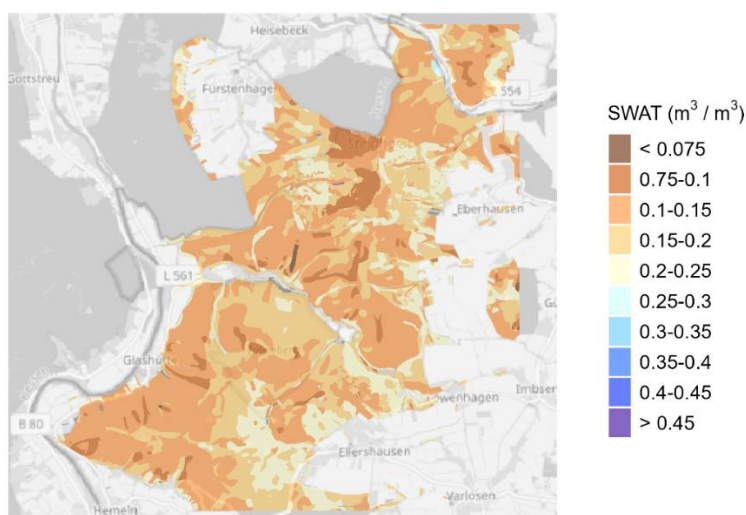 Heisebeck
Gottstreu
Fürstenhagen
L 554
Eberhausen
L 561
Glashütte
Löwenhagen
Imbsen
B 80
Ellershausen
Hemeln
Varlosen
SWAT (m³ / m³)
< 0.075
0.75-0.1
0.1-0.15
0.15-0.2
0.2-0.25
0.25-0.3
0.3-0.35
0.35-0.4
0.4-0.45
> 0.45